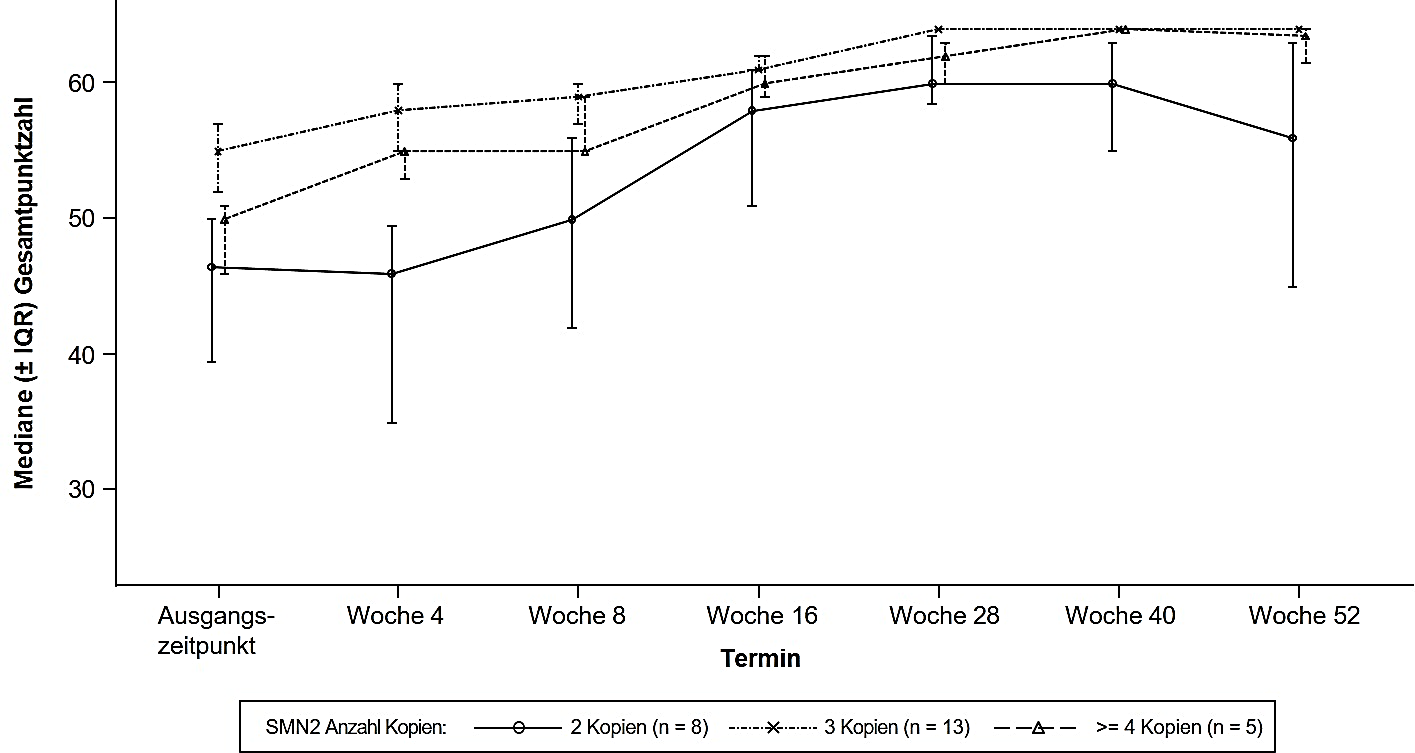 Mediane (± IQR) Gesamtpunktzahl
60
50
40
30
Ausgangs-
zeitpunkt
Woche 4
Woche 8
Woche 16
Woche 28
Woche 40
Woche 52
Termin
SMN2 Anzahl Kopien: 2 Kopien (n = 8) 3 Kopien (n = 13) >= 4 Kopien (n = 5)